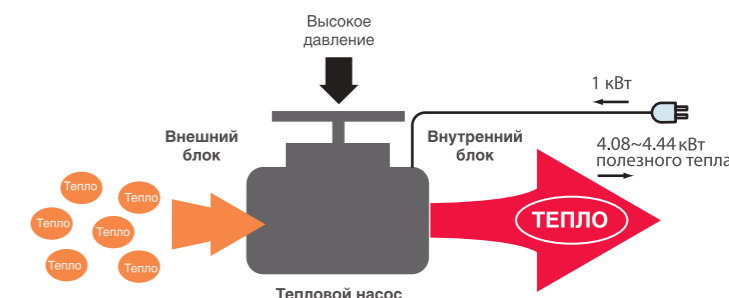 Высокое
давление
1 кВт
Внешний
блок
Внутренний
блок
4.08~4.44 кВт
полезного тепла
Тепло
Тепло
Тепло
Тепло
Тепло
Тепло
ТЕПЛО
Тепловой насос